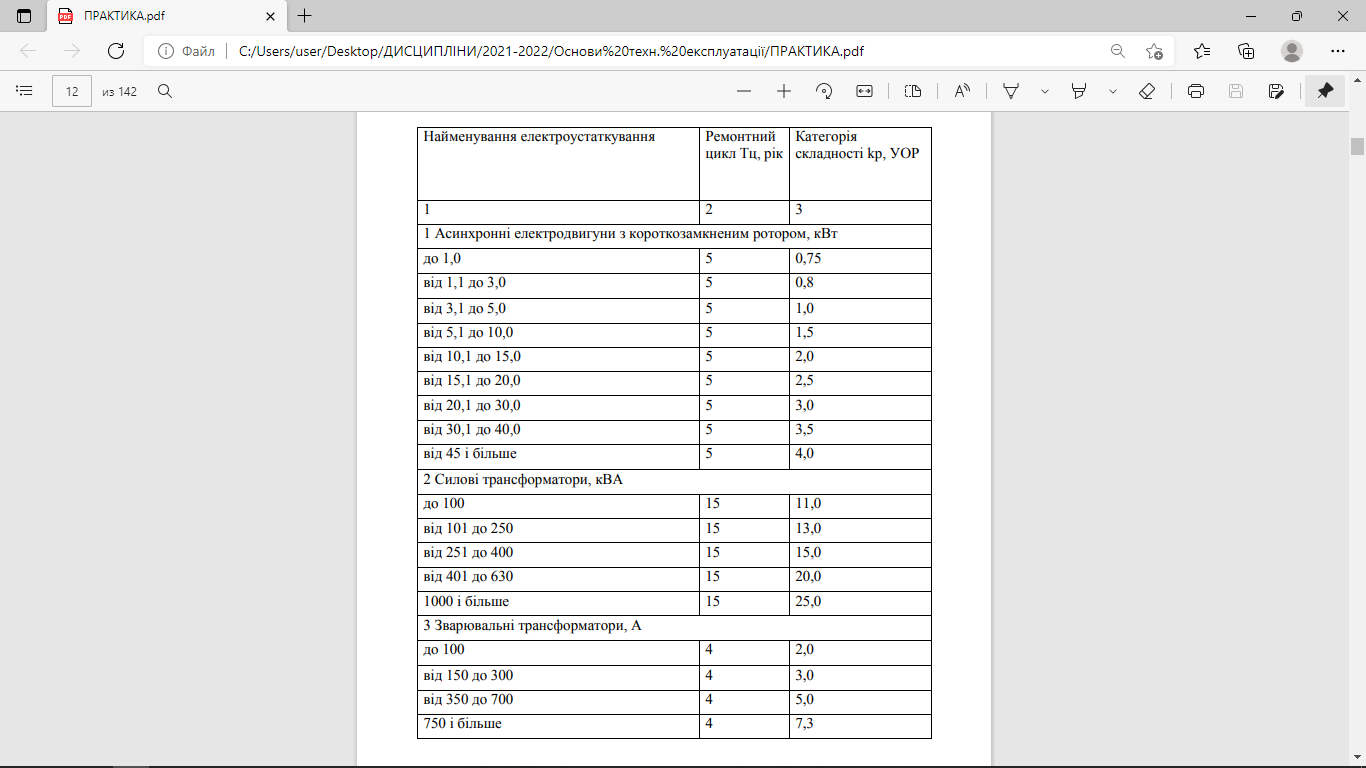 ПРАКТИКА.pdf
Файл C:/Users/user/Desktop/ДИСЦИПЛІНИ/2021-2022/Основи%20техн.%20експлуатації/ПРАКТИКА.pdf
12 из 142
Найменування електроустаткування Ремонтний цикл Тц, рік Категорія складності kр, УОР
1 2 3
1 Асинхронні електродвигуни з короткозамкненим ротором, кВт
до 1,0 5 0,75
від 1,1 до 3,0 5 0,8
від 3,1 до 5,0 5 1,0
від 5,1 до 10,0 5 1,5
від 10,1 до 15,0 5 2,0
від 15,1 до 20,0 5 2,5
від 20,1 до 30,0 5 3,0
від 30,1 до 40,0 5 3,5
від 45 і більше 5 4,0
2 Силові трансформатори, кВА
до 100 15 11,0
від 101 до 250 15 13,0
від 251 до 400 15 15,0
від 401 до 630 15 20,0
1000 і більше 15 25,0
3 Зварювальні трансформатори, А
до 100 4 2,0
від 150 до 300 4 3,0
від 350 до 700 4 5,0
750 і більше 4 7,3